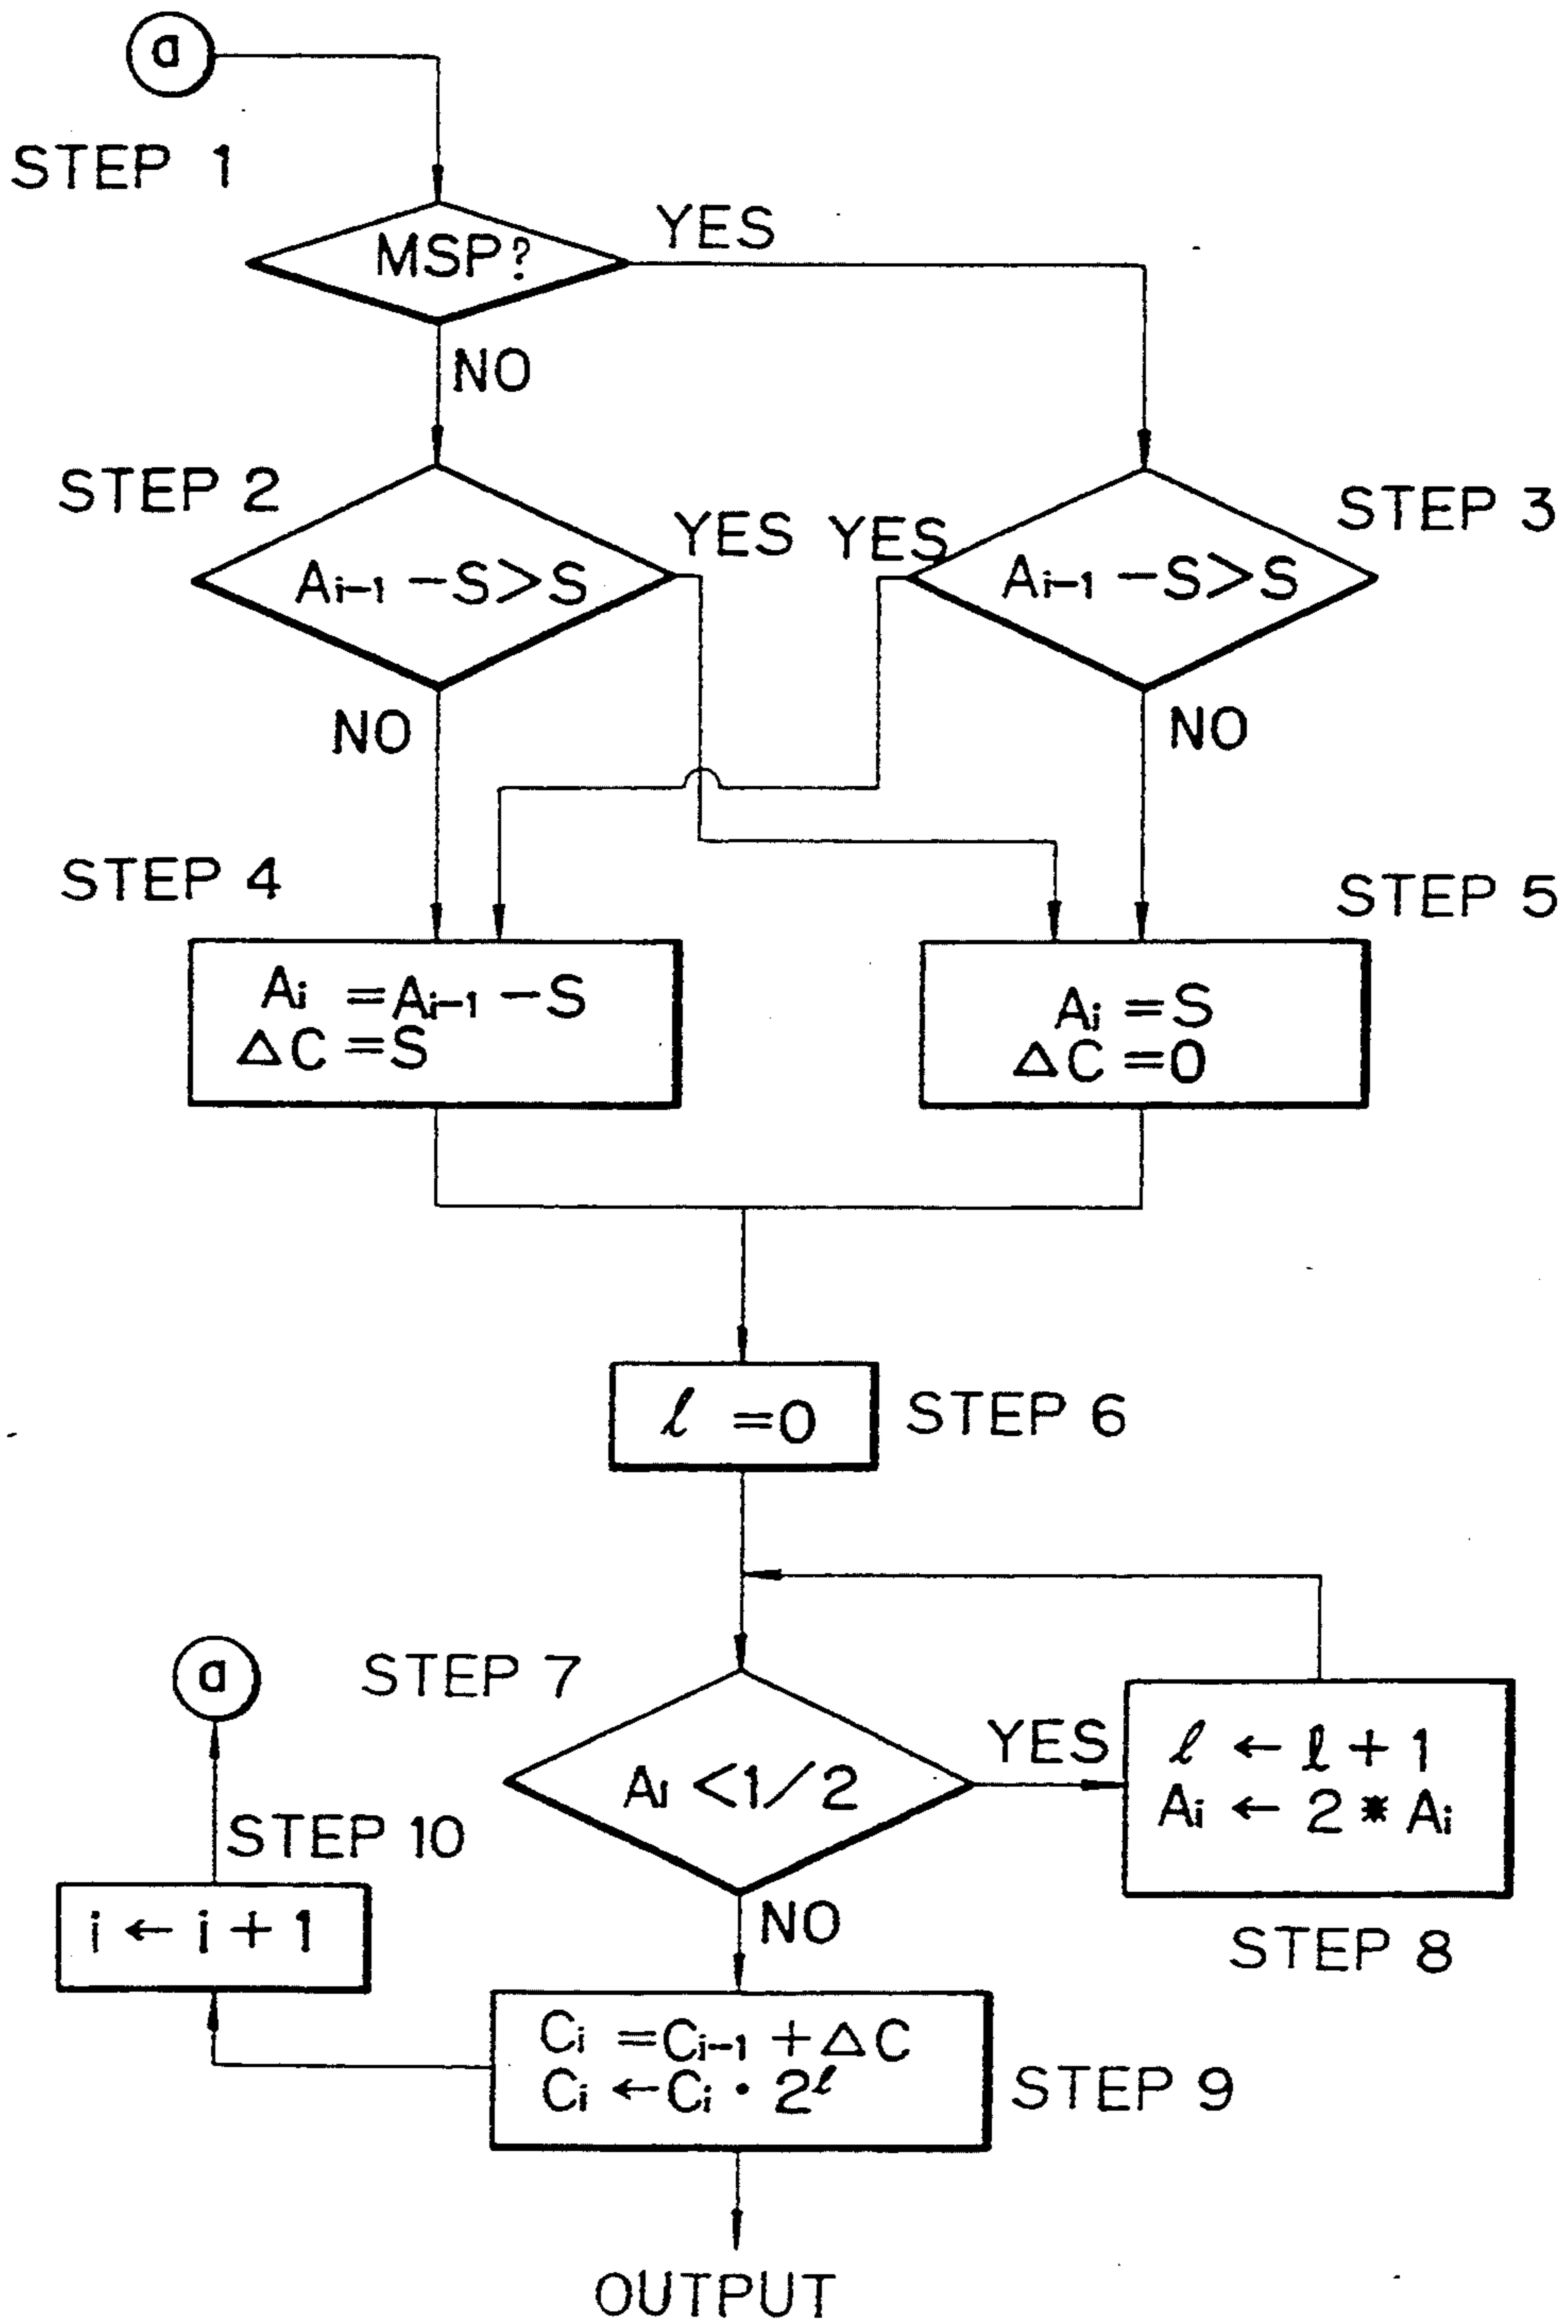 a
STEP 1
MSP?
YES
NO
STEP 2
YES
YES
STEP 3
Ai-1 -S>S
Ai-1 -S>S
NO
NO
STEP 4
STEP 5
Ai =Ai-1 -S
ΔC =S
Ai =S
ΔC =0
ℓ =0
STEP 6
a
STEP 7
Ai <1/2
YES
ℓ ← ℓ + 1
Ai ← 2 * Ai
STEP 8
STEP 10
i ← i + 1
NO
Ci =Ci-1 +ΔC
Ci ←Ci · 2^ℓ
STEP 9
OUTPUT